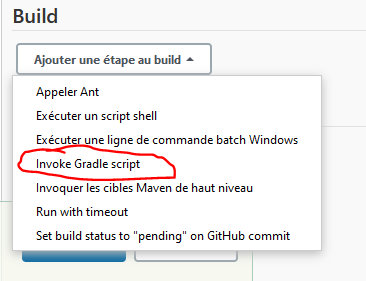 Build
Ajouter une étape au build
Appeler Ant
Exécuter un script shell
Exécuter une ligne de commande batch Windows
Invoke Gradle script
Invoquer les cibles Maven de haut niveau
Run with timeout
Set build status to "pending" on GitHub commit